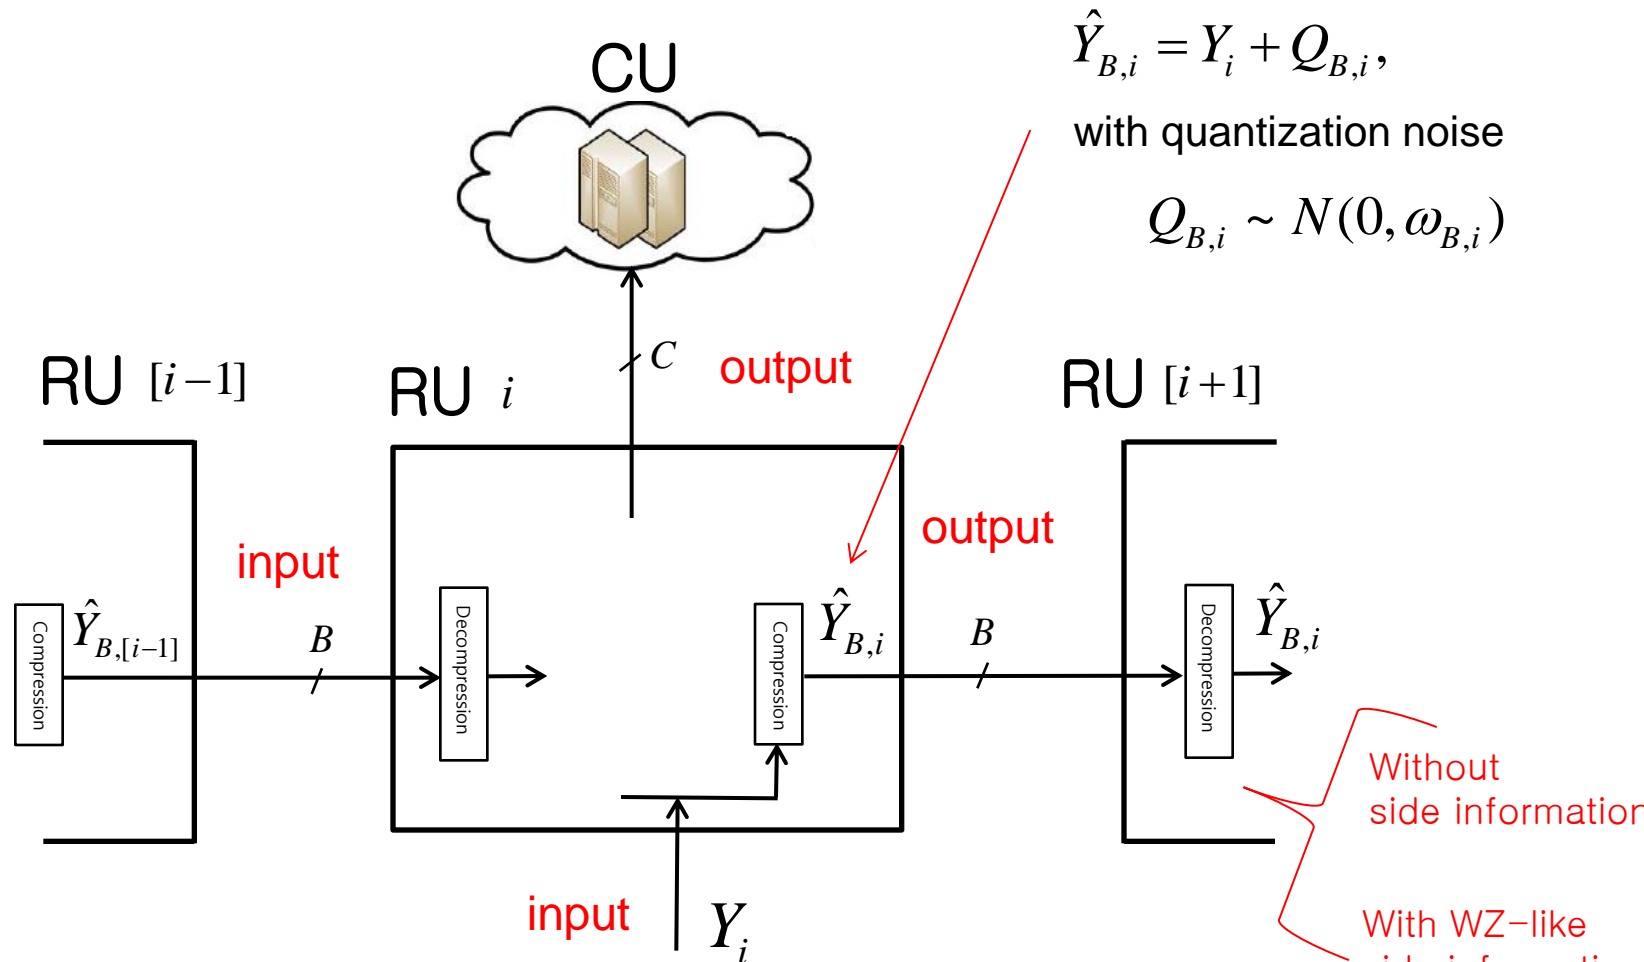 CU
Ŷ_{B,i} = Y_i + Q_{B,i},
with quantization noise
Q_{B,i} ~ N(0, ω_{B,i})
C
output
RU [i−1]
RU i
RU [i+1]
input
output
Compression
Ŷ_{B,[i−1]}
B
Decompression
Compression
Ŷ_{B,i}
B
Decompression
Ŷ_{B,i}
Without
side information
input
Y_i
With WZ-like